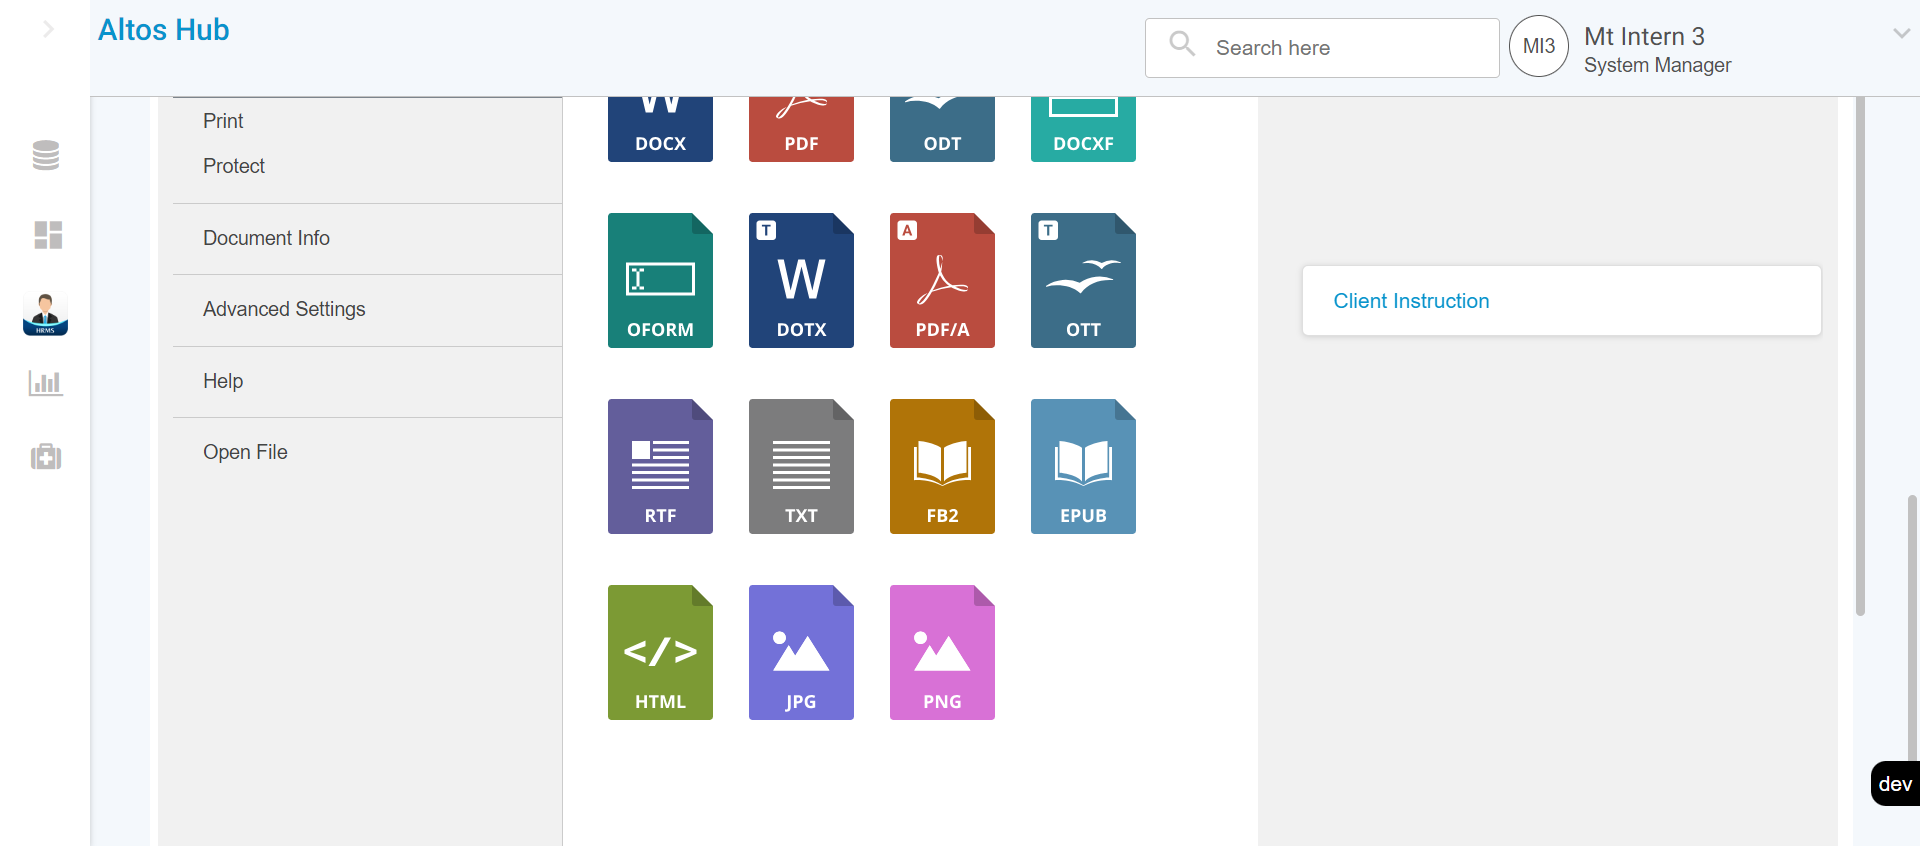 Altos Hub
Search here
MI3
Mt Intern 3
System Manager
Print
Protect
Document Info
Advanced Settings
Help
Open File
HRMS
W
DOCX
PDF
ODT
DOCXF
OFORM
T
W
DOTX
A
PDF/A
T
OTT
RTF
TXT
FB2
EPUB
</>
HTML
JPG
PNG
Client Instruction
dev